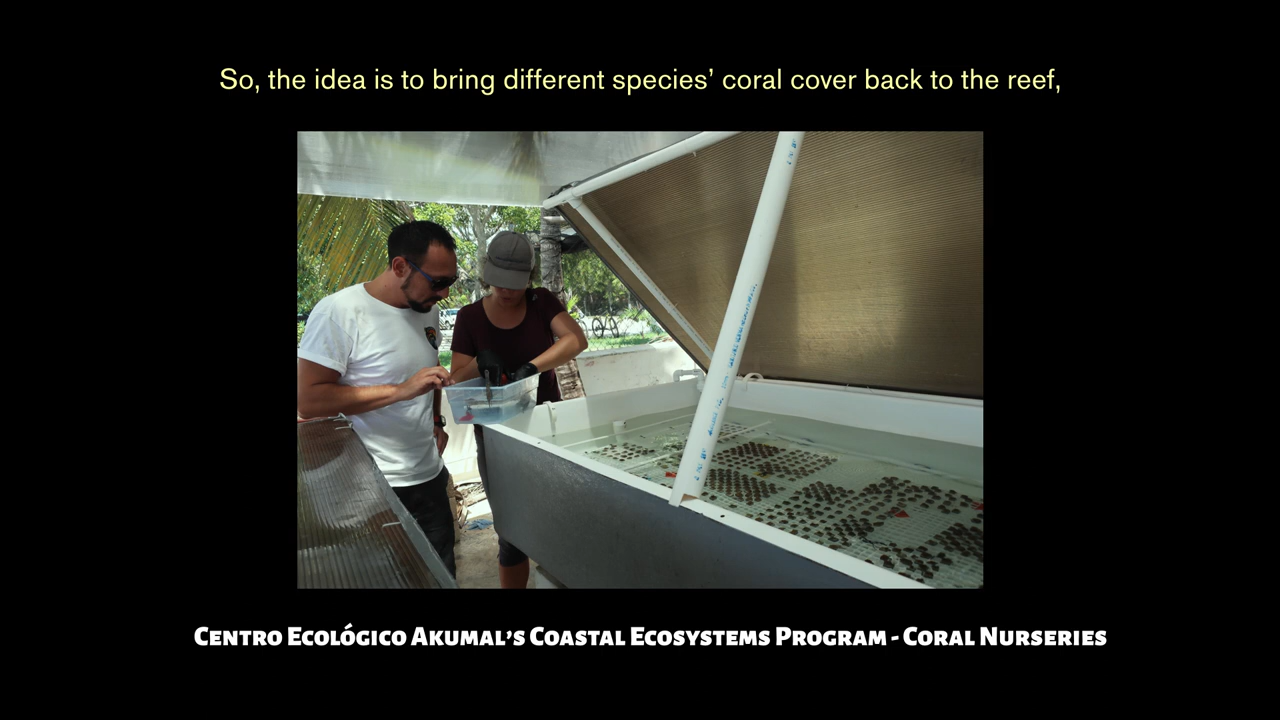 So, the idea is to bring different species’ coral cover back to the reef,
Centro Ecológico Akumal’s Coastal Ecosystems Program - Coral Nurseries